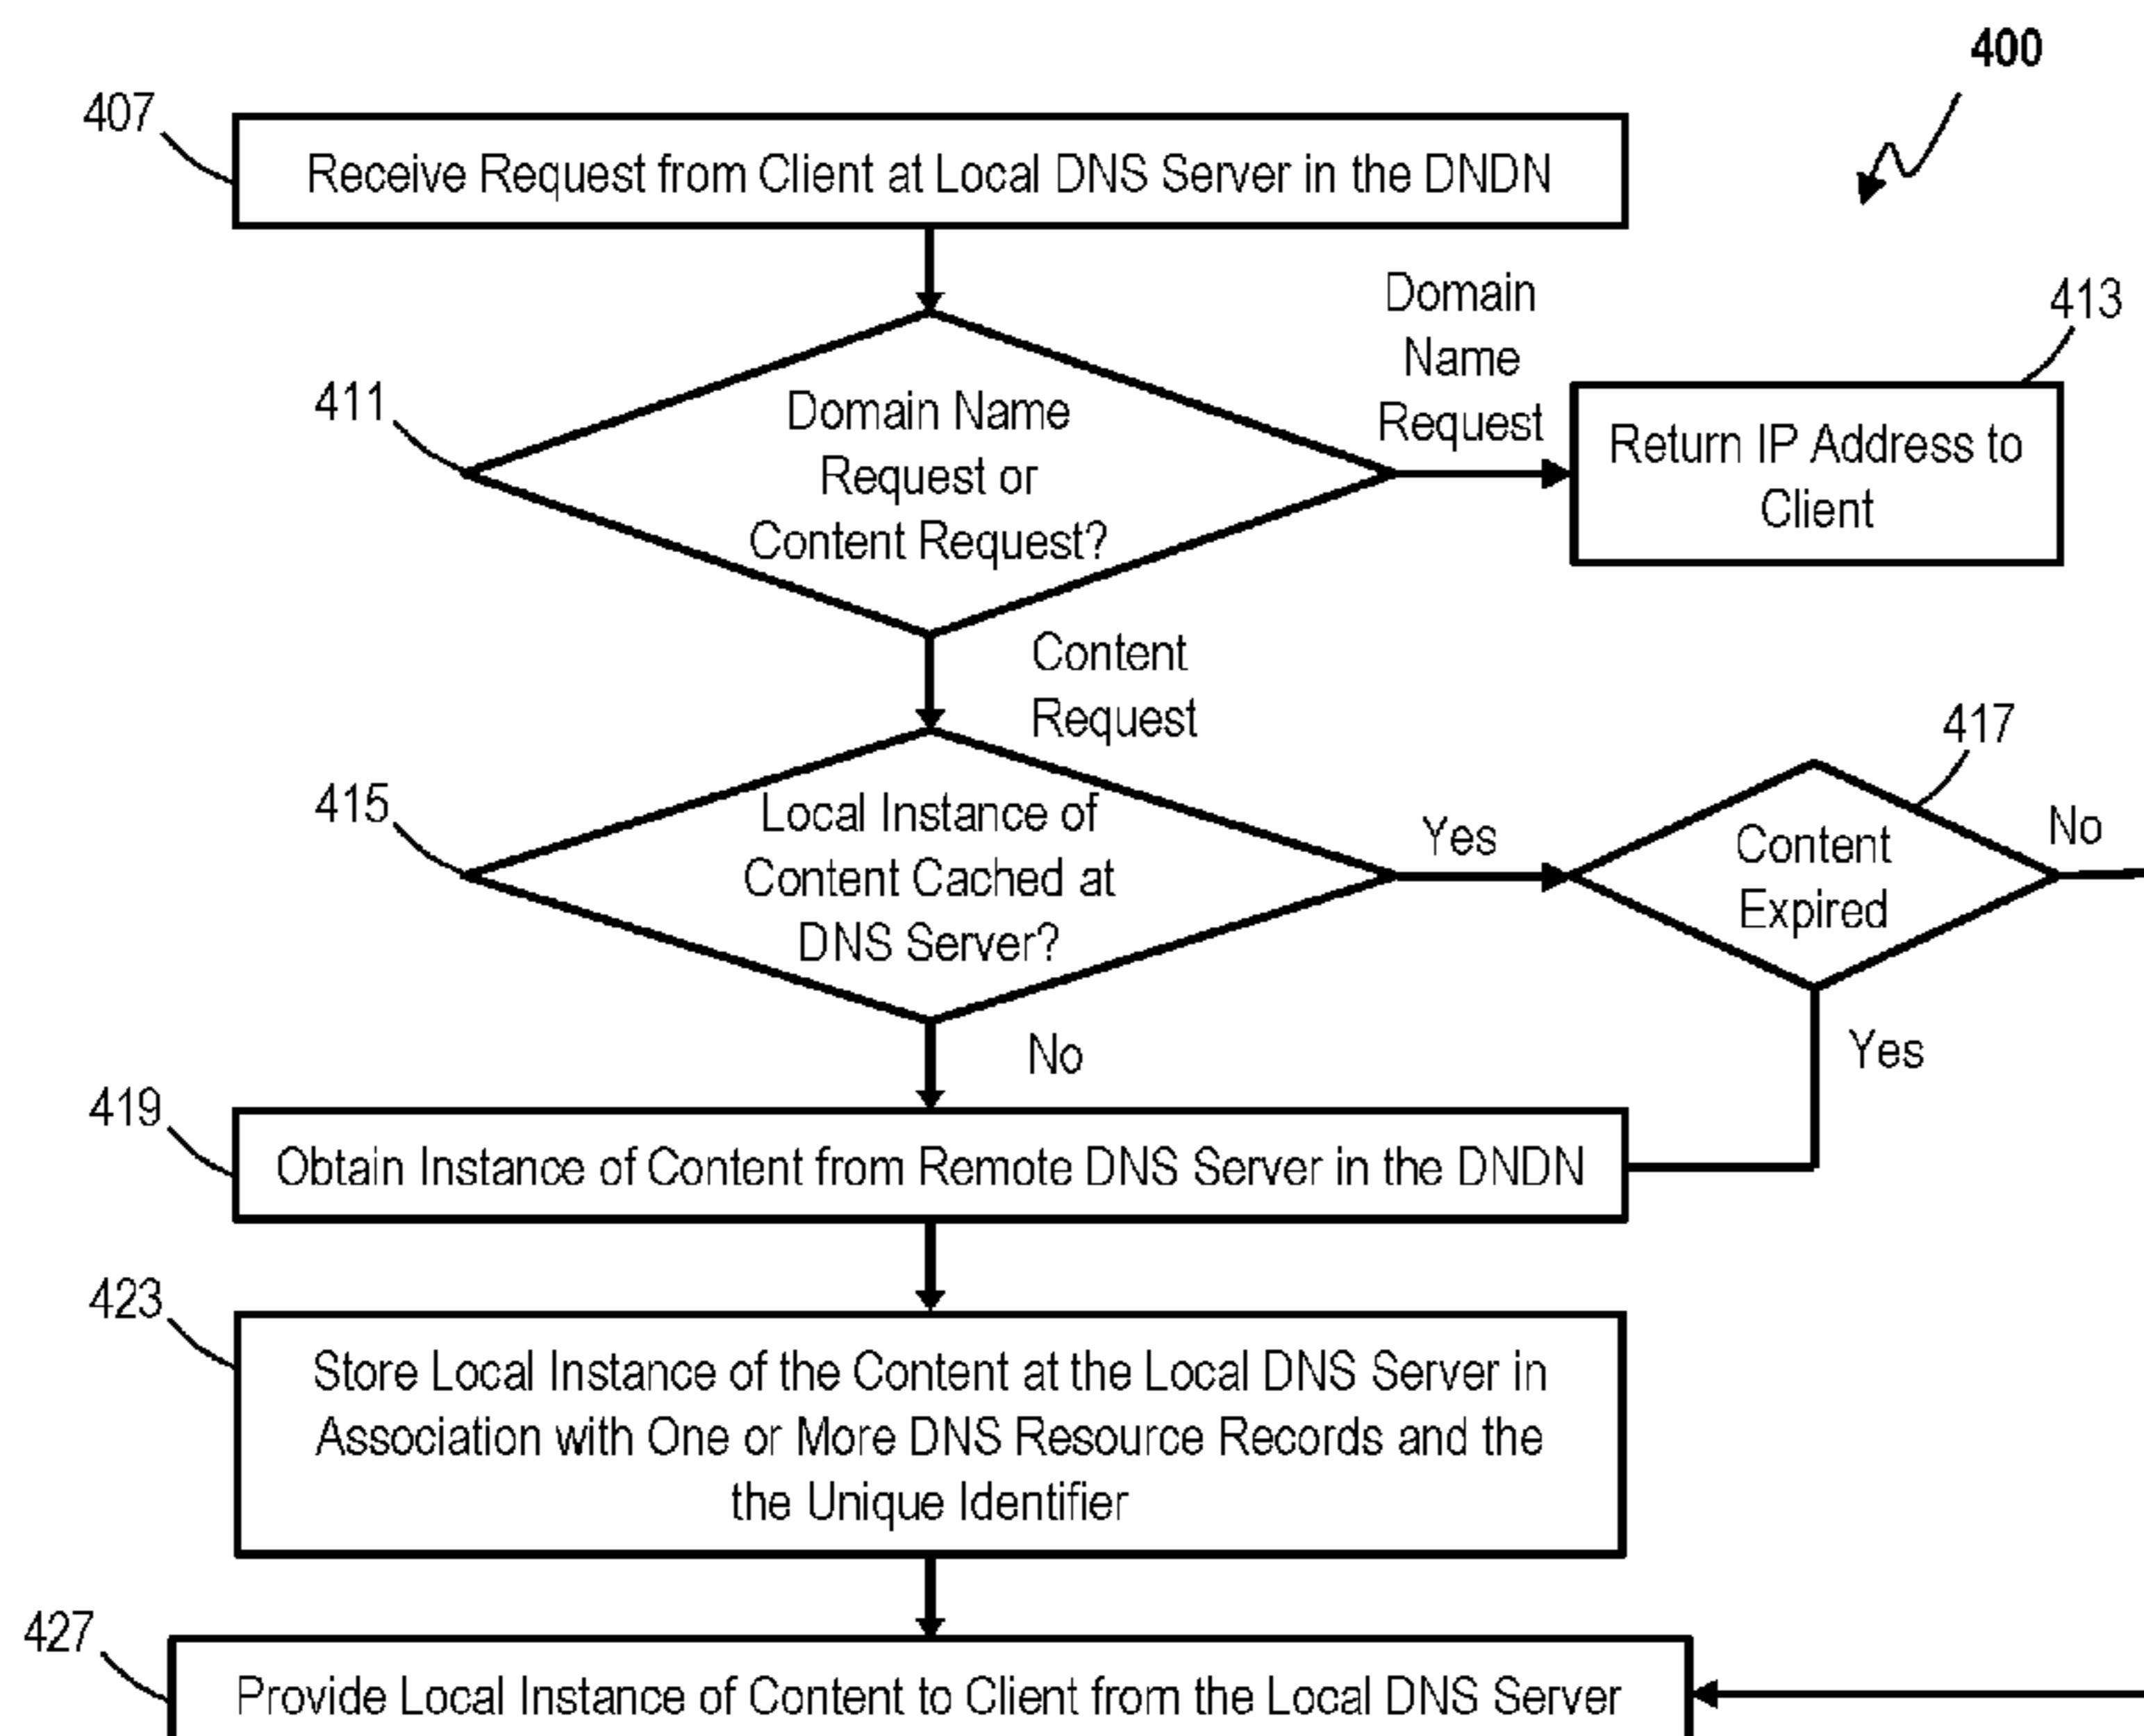 400
407
Receive Request from Client at Local DNS Server in the DNDN
411
Domain Name
Request or
Content Request?
Domain
Name
Request
413
Return IP Address to
Client
Content
Request
415
Local Instance of
Content Cached at
DNS Server?
Yes
417
Content
Expired
No
No
Yes
419
Obtain Instance of Content from Remote DNS Server in the DNDN
423
Store Local Instance of the Content at the Local DNS Server in
Association with One or More DNS Resource Records and the
the Unique Identifier
427
Provide Local Instance of Content to Client from the Local DNS Server